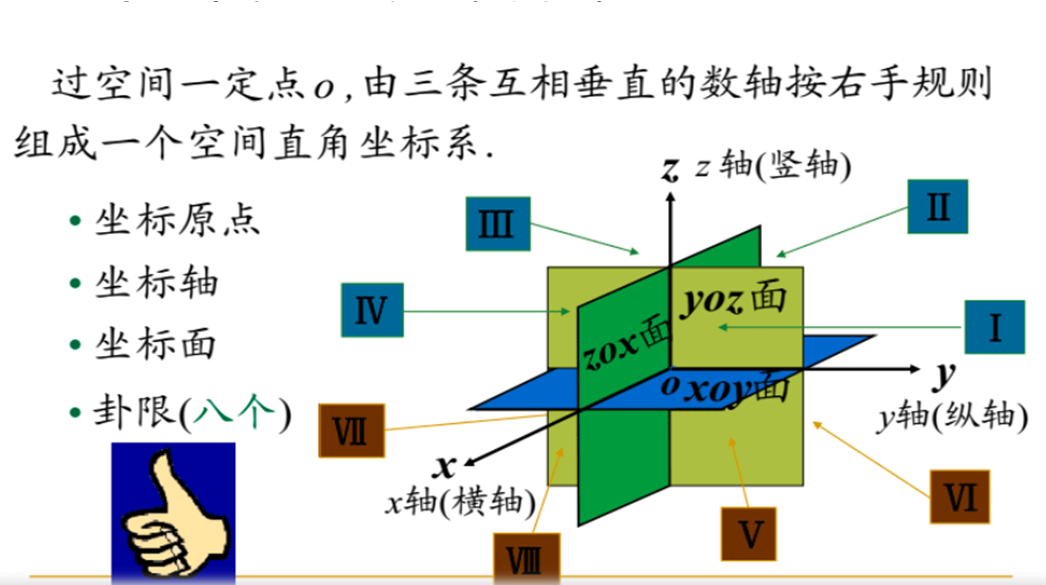 过空间一定点o,由三条互相垂直的数轴按右手规则
组成一个空间直角坐标系.
z z轴(竖轴)
• 坐标原点
Ⅲ
Ⅱ
• 坐标轴
Ⅳ
yoz面
Ⅰ
• 坐标面
zox面
y
o xoy面
• 卦限(八个)
y轴(纵轴)
Ⅶ
x
x轴(横轴)
Ⅵ
Ⅴ
Ⅷ